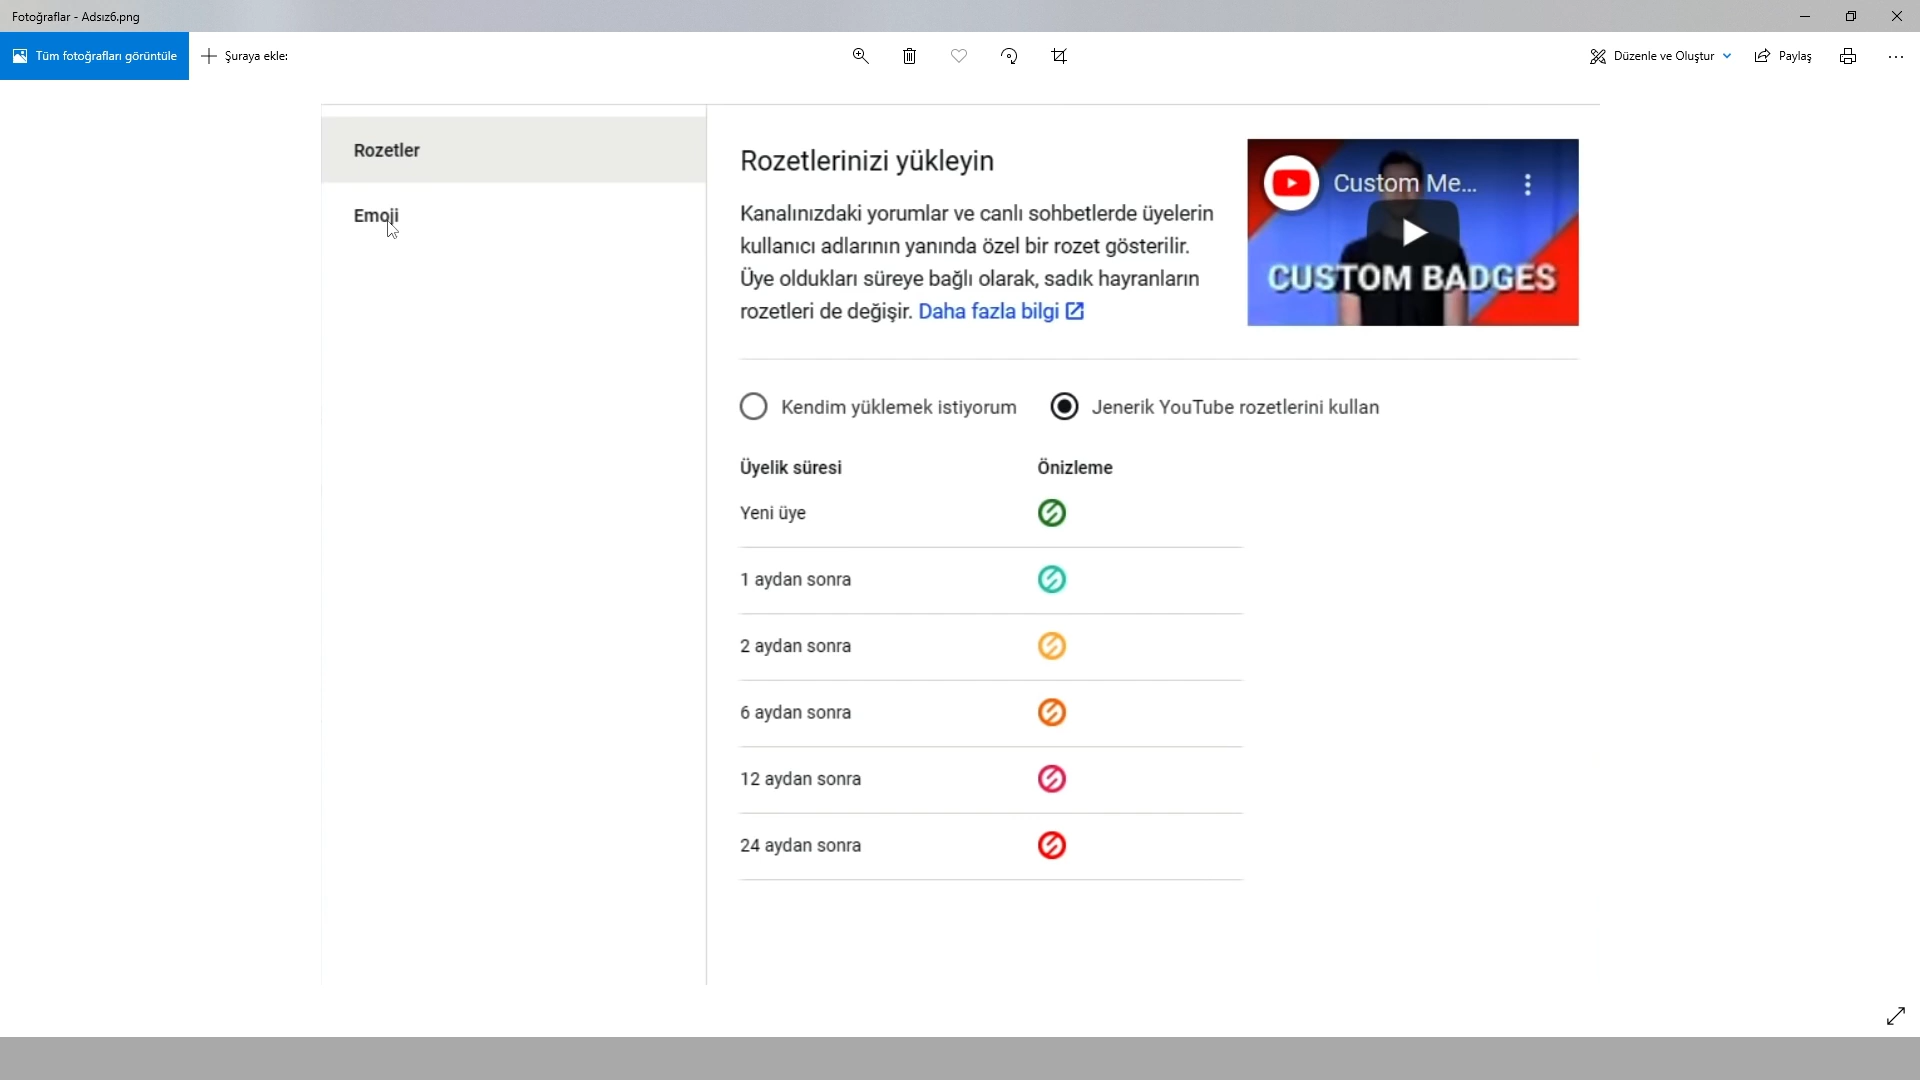 Fotoğraflar - Adsız6.png
Tüm fotoğrafları görüntüle
Şuraya ekle:
Düzenle ve Oluştur
Paylaş
Rozetler
Emoji
Rozetlerinizi yükleyin
Kanalınızdaki yorumlar ve canlı sohbetlerde üyelerin
kullanıcı adlarının yanında özel bir rozet gösterilir.
Üye oldukları süreye bağlı olarak, sadık hayranların
rozetleri de değişir. Daha fazla bilgi
Custom Me...
CUSTOM BADGES
Kendim yüklemek istiyorum
Jenerik YouTube rozetlerini kullan
Üyelik süresi Önizleme
Yeni üye
1 aydan sonra
2 aydan sonra
6 aydan sonra
12 aydan sonra
24 aydan sonra